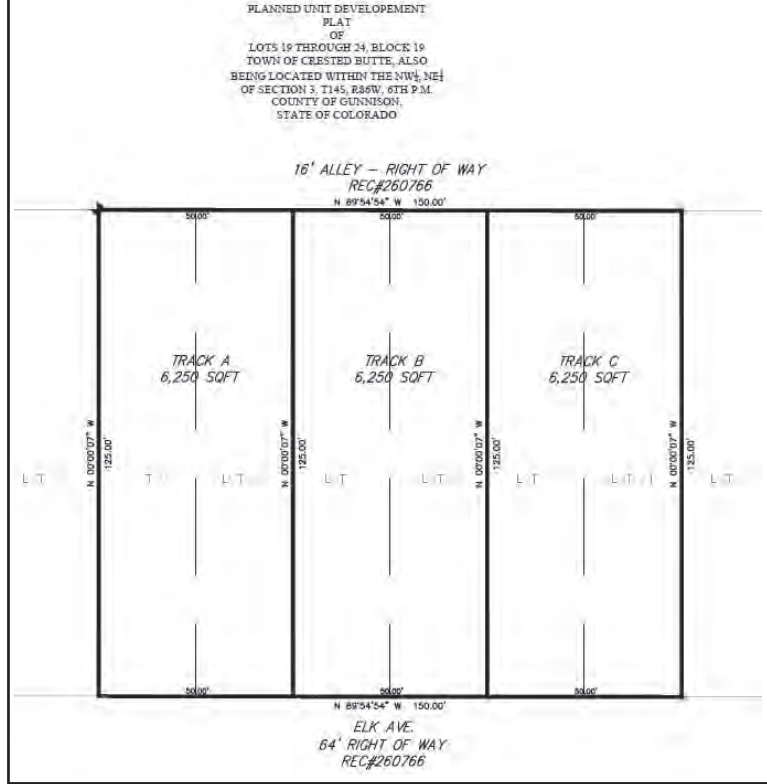 PLANNED UNIT DEVELOPEMENT
PLAT
OF
LOTS 19 THROUGH 24, BLOCK 19
TOWN OF CRESTED BUTTE, ALSO
BEING LOCATED WITHIN THE NW¼, NE¼
OF SECTION 3, T14S, R86W, 6TH P.M.
COUNTY OF GUNNISON,
STATE OF COLORADO
16' ALLEY – RIGHT OF WAY
REC#260766
N 89°54'54" W 150.00'
50.00' 50.00' 50.00'
TRACK A
6,250 SQFT
TRACK B
6,250 SQFT
TRACK C
6,250 SQFT
N 00°00'07" W
125.00'
N 00°00'07" W
125.00'
N 00°00'07" W
125.00'
N 00°00'07" W
125.00'
50.00' 50.00' 50.00'
N 89°54'54" W 150.00'
ELK AVE.
64' RIGHT OF WAY
REC#260766